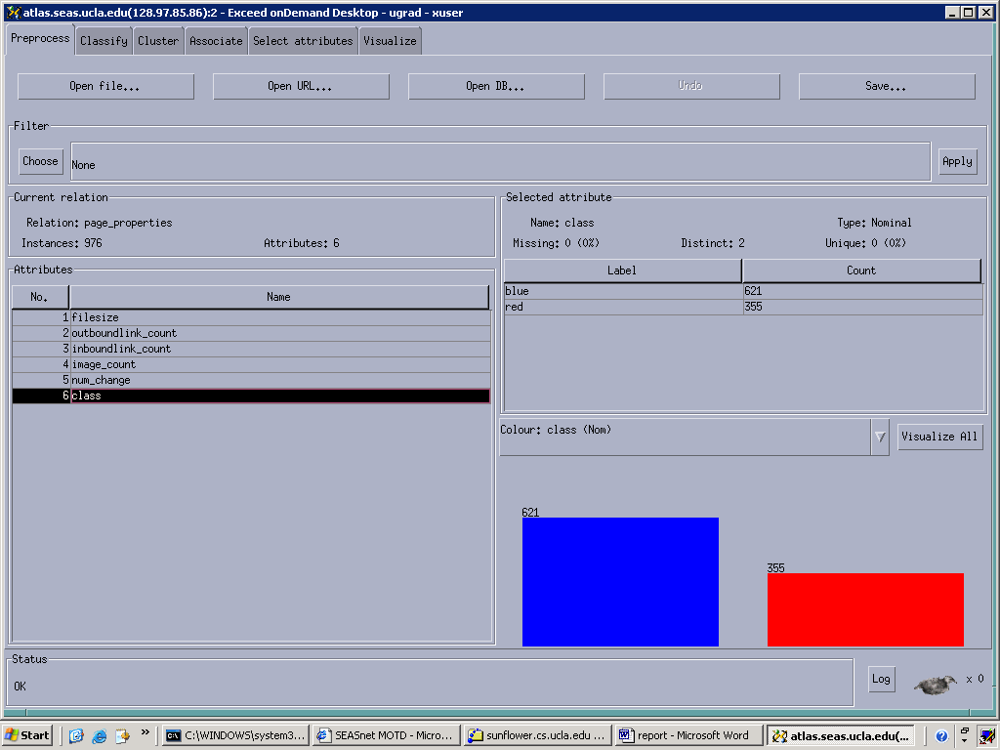 atlas.seas.ucla.edu(128.97.85.86):2 - Exceed onDemand Desktop - ugrad - xuser
Preprocess Classify Cluster Associate Select attributes Visualize
Open file... Open URL... Open DB... Undo Save...
Filter
Choose None Apply
Current relation
Relation: page_properties
Instances: 976 Attributes: 6
Attributes
No. Name
1 filesize
2 outboundlink_count
3 inboundlink_count
4 image_count
5 num_change
6 class
Selected attribute
Name: class Type: Nominal
Missing: 0 (0%) Distinct: 2 Unique: 0 (0%)
Label Count
blue 621
red 355
Colour: class (Nom) Visualize All
621
355
Status
OK
Log x 0
Start » C:\WINDOWS\system3... SEASnet MOTD - Micro... sunflower.cs.ucla.edu ... report - Microsoft Word atlas.seas.ucla.edu(...